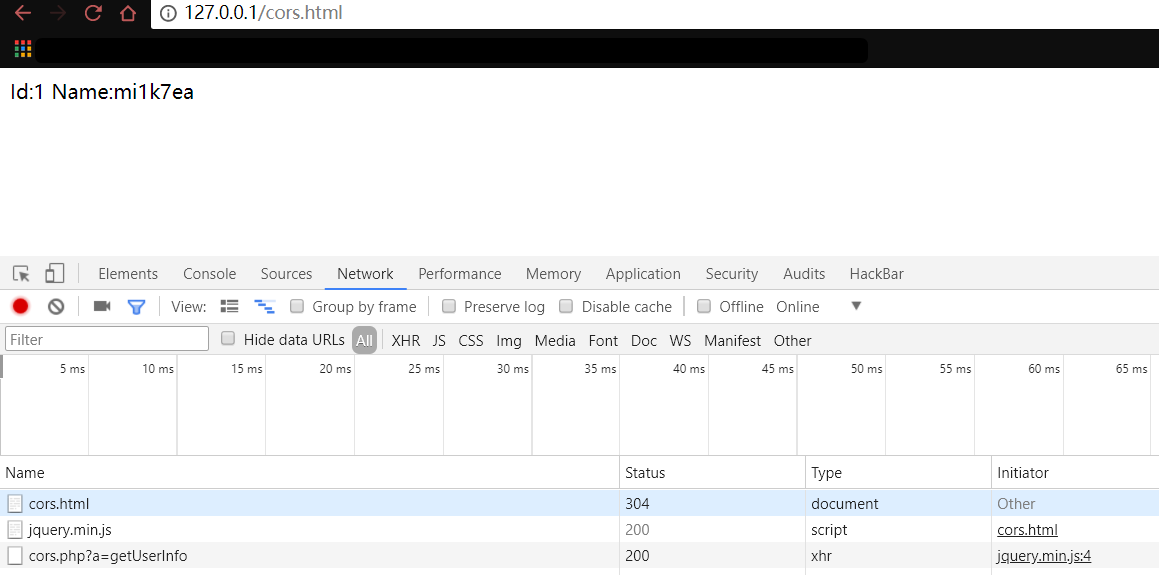 127.0.0.1/cors.html
Id:1 Name:mi1k7ea
Elements Console Sources Network Performance Memory Application Security Audits HackBar
View: Group by frame Preserve log Disable cache Offline Online
Filter Hide data URLs All XHR JS CSS Img Media Font Doc WS Manifest Other
5 ms 10 ms 15 ms 20 ms 25 ms 30 ms 35 ms 40 ms 45 ms 50 ms 55 ms 60 ms 65 ms
Name Status Type Initiator
cors.html 304 document Other
jquery.min.js 200 script cors.html
cors.php?a=getUserInfo 200 xhr jquery.min.js:4